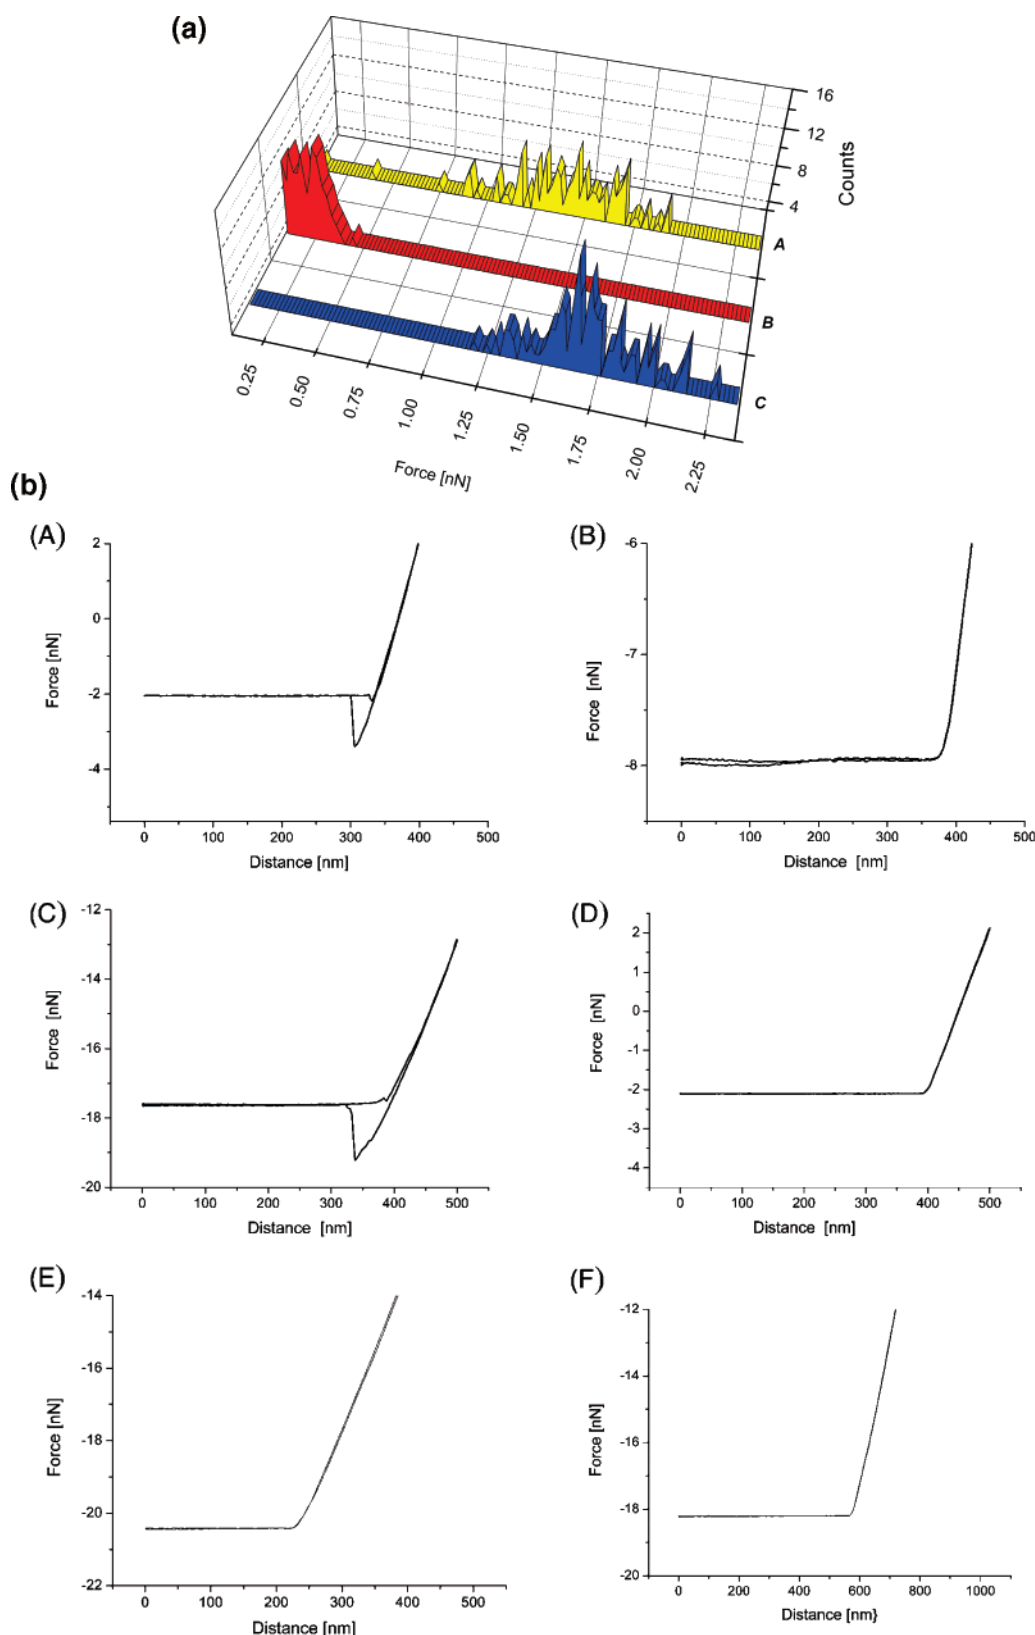 (a)
16
12
8
4
Counts
A
B
C
0.25
0.50
0.75
1.00
1.25
1.50
1.75
2.00
2.25
Force [nN]
(b)
(A)
2
0
-2
-4
Force [nN]
0 100 200 300 400 500
Distance [nm]
(B)
-6
-7
-8
Force [nN]
0 100 200 300 400 500
Distance [nm]
(C)
-12
-14
-16
-18
-20
Force [nN]
0 100 200 300 400 500
Distance [nm]
(D)
2
1
0
-1
-2
-3
-4
Force [nN]
0 100 200 300 400 500
Distance [nm]
(E)
-14
-16
-18
-20
-22
Force [nN]
0 100 200 300 400 500
Distance [nm]
(F)
-12
-14
-16
-18
-20
Force [nN]
0 200 400 600 800 1000
Distance [nm}